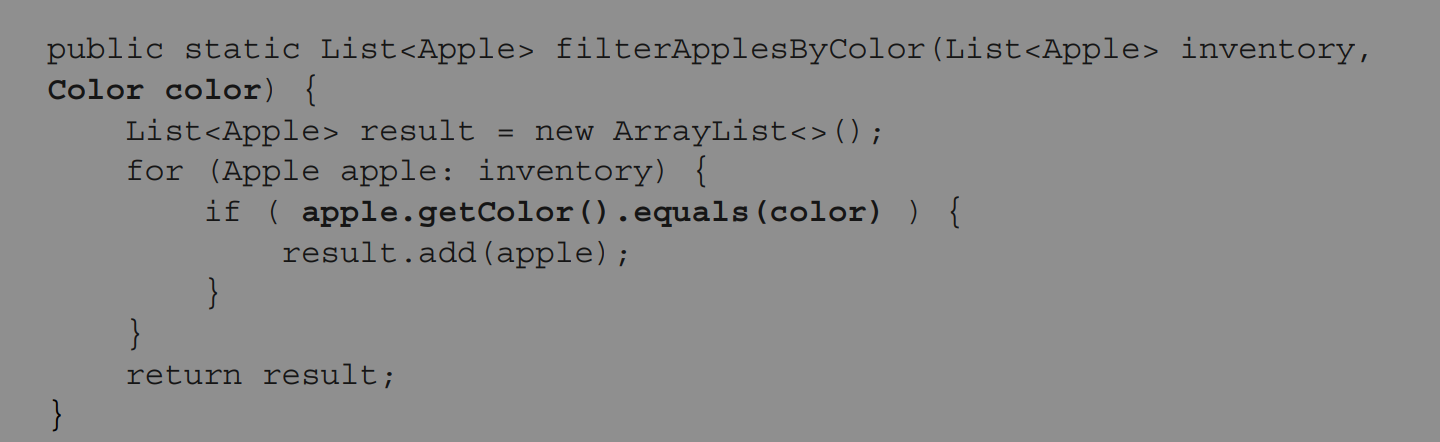 public static List<Apple> filterApplesByColor(List<Apple> inventory,
Color color) {
    List<Apple> result = new ArrayList<>();
    for (Apple apple: inventory) {
        if ( apple.getColor().equals(color) ) {
            result.add(apple);
        }
    }
    return result;
}